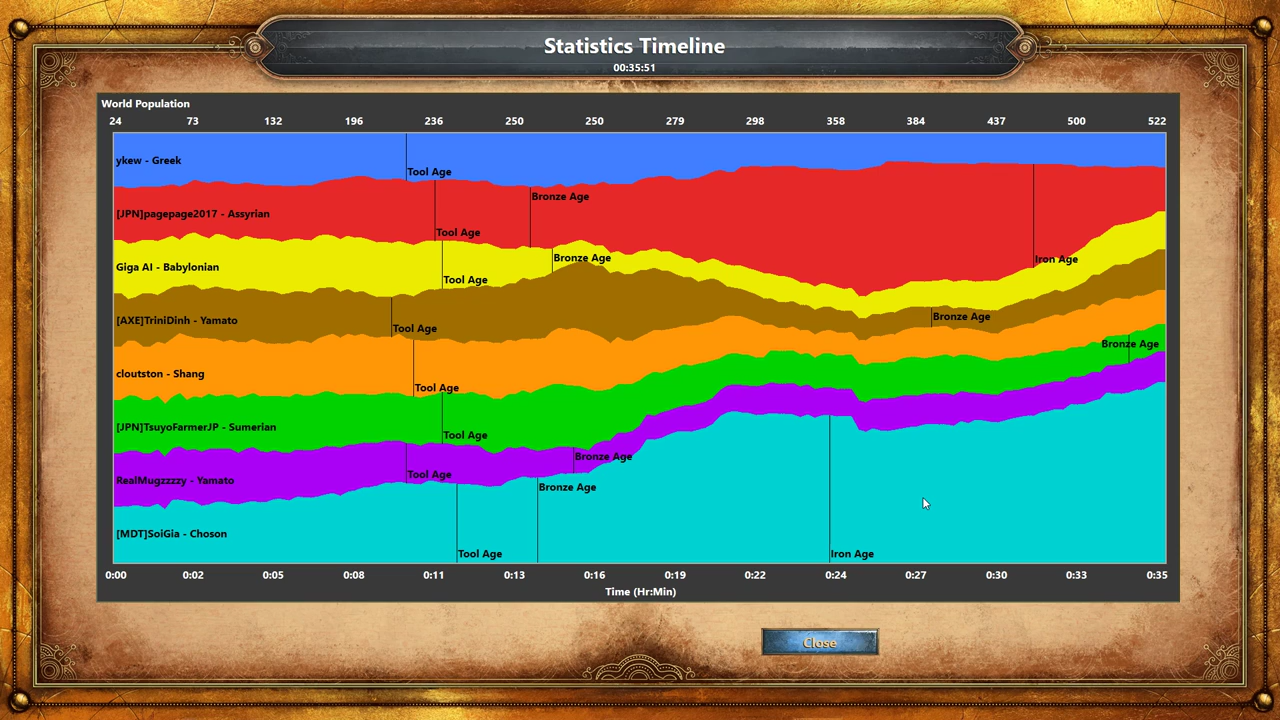 Statistics Timeline
00:35:51
World Population
24 73 132 196 236 250 250 279 298 358 384 437 500 522
ykew - Greek
Tool Age
Bronze Age
[JPN]pagepage2017 - Assyrian
Tool Age
Bronze Age
Iron Age
Giga AI - Babylonian
Tool Age
Bronze Age
[AXE]TriniDinh - Yamato
Tool Age
Bronze Age
cloutston - Shang
Tool Age
[JPN]TsuyoFarmerJP - Sumerian
Tool Age
Bronze Age
RealMugzzzzy - Yamato
Tool Age
Bronze Age
[MDT]SoiGia - Choson
Tool Age
Iron Age
0:00 0:02 0:05 0:08 0:11 0:13 0:16 0:19 0:22 0:24 0:27 0:30 0:33 0:35
Time (Hr:Min)
Close